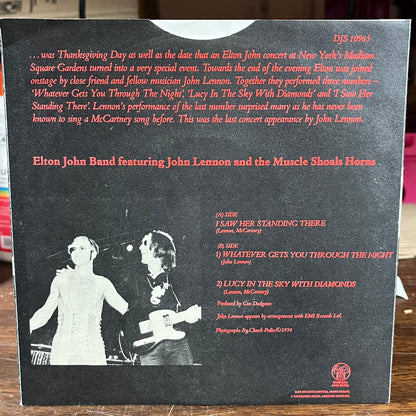 DJS 10965
...was Thanksgiving Day as well as the date that an Elton John concert at New York's Madison
Square Gardens turned into a very special event. Towards the end of the evening Elton was joined
onstage by close friend and fellow musician John Lennon. Together they performed three numbers-
'Whatever Gets You Through The Night', 'Lucy In The Sky With Diamonds' and 'I Saw Her
Standing There'. Lennon's performance of the last number surprised many as he has never been
known to sing a McCartney song before. This was the last concert appearance by John Lennon.
Elton John Band featuring John Lennon and the Muscle Shoals Horns
(A) SIDE
I SAW HER STANDING THERE
(Lennon, McCartney)
(B) SIDE
1) WHATEVER GETS YOU THROUGH THE NIGHT
(John Lennon)
2) LUCY IN THE SKY WITH DIAMONDS
(Lennon, McCartney)
Produced by Gus Dudgeon
John Lennon appears by arrangement with EMI Records Ltd.
Photographs By Chuck Pulin © 1974